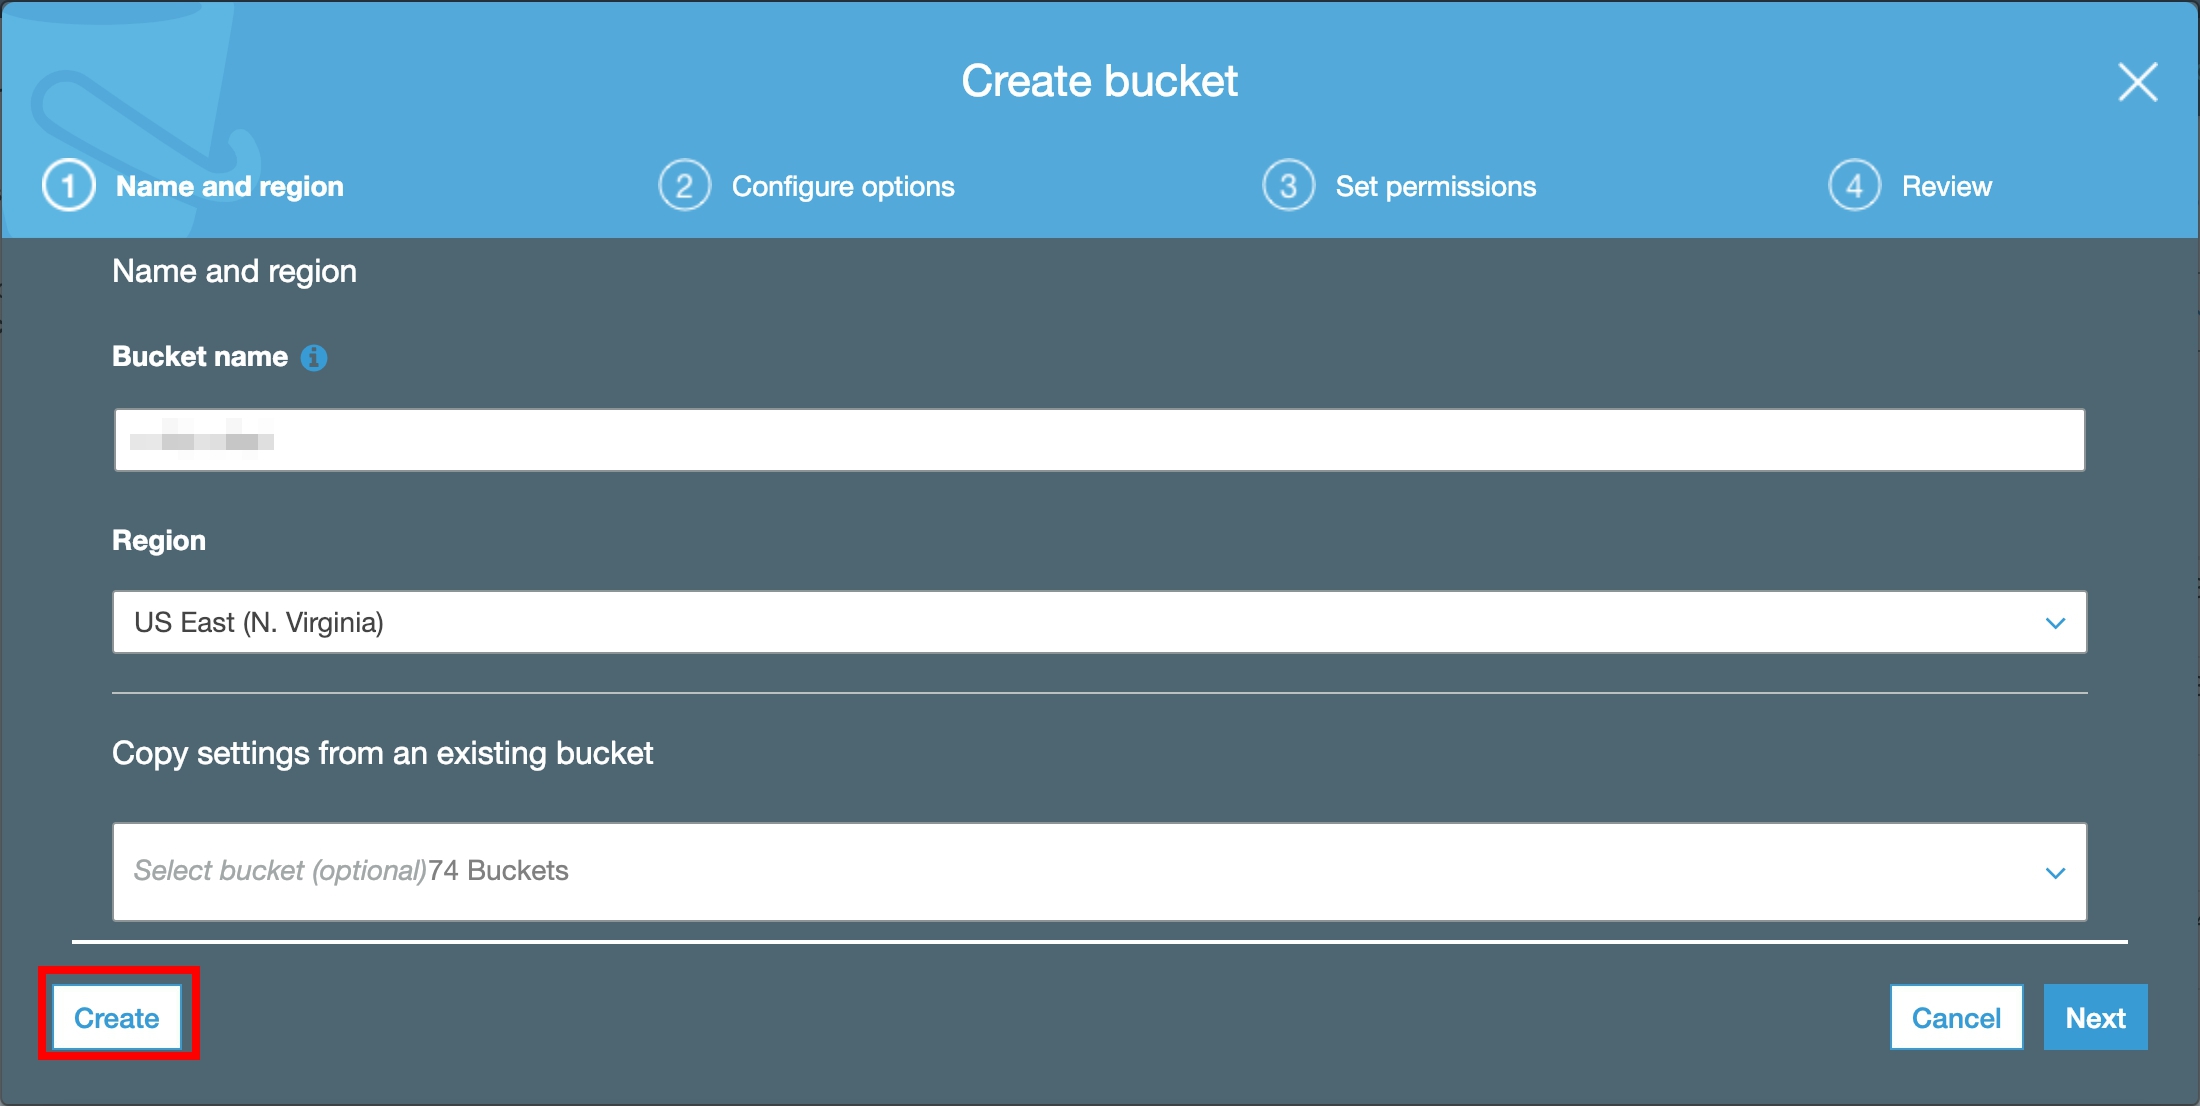 Create bucket
1 Name and region
2 Configure options
3 Set permissions
4 Review
Name and region
Bucket name i
Region
US East (N. Virginia)
Copy settings from an existing bucket
Select bucket (optional)74 Buckets
Create
Cancel
Next